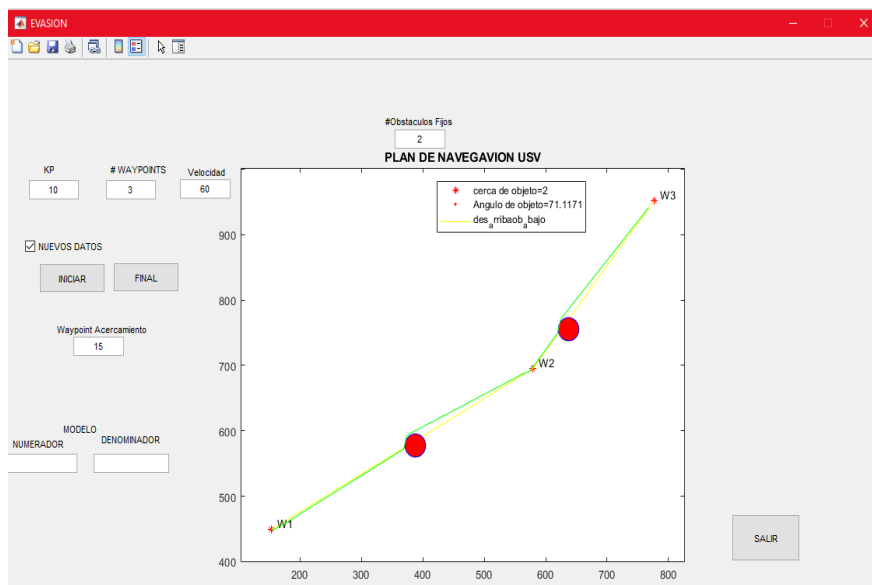 EVASION
#Obstaculos Fijos
2
PLAN DE NAVEGAVION USV
KP
# WAYPOINTS
Velocidad
10
3
60
cerca de objeto=2
Angulo de objeto=71.1171
des_arribaob_abajo
W3
900
NUEVOS DATOS
INICIAR
FINAL
800
Waypoint Acercamiento
15
700
W2
600
MODELO
NUMERADOR
DENOMINADOR
500
W1
SALIR
400
200
300
400
500
600
700
800